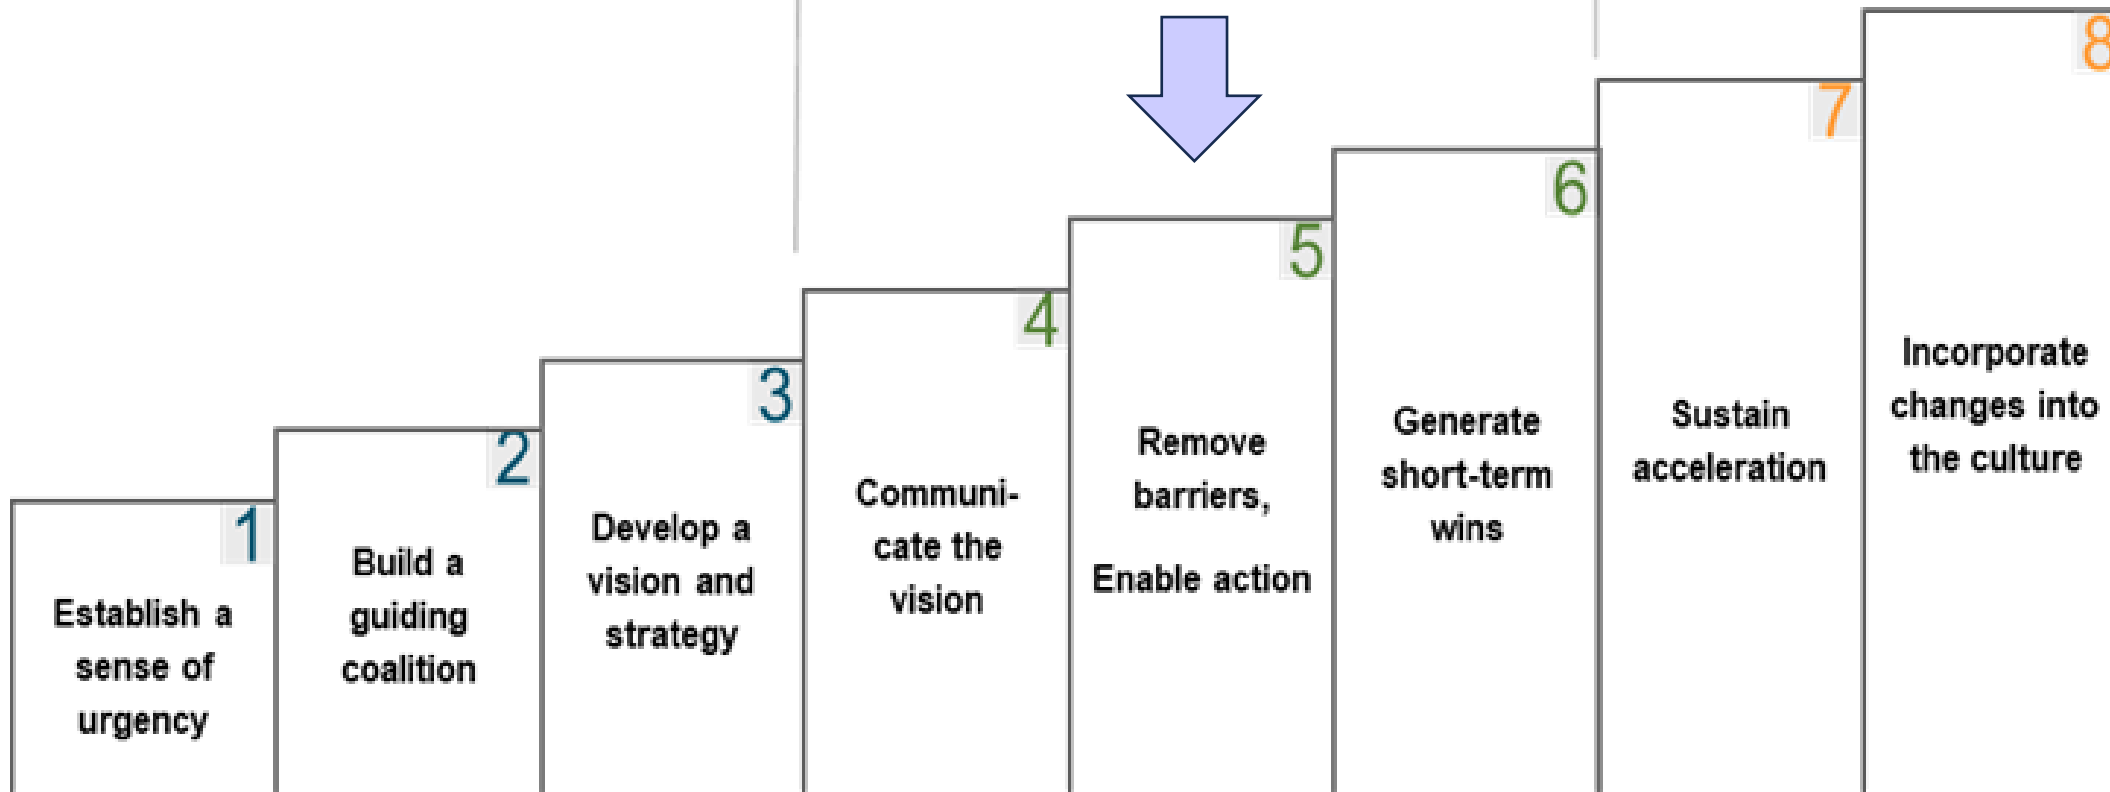 1
Establish a
sense of
urgency
2
Build a
guiding
coalition
3
Develop a
vision and
strategy
4
Communi-
cate the
vision
5
Remove
barriers,
Enable action
6
Generate
short-term
wins
7
Sustain
acceleration
8
Incorporate
changes into
the culture